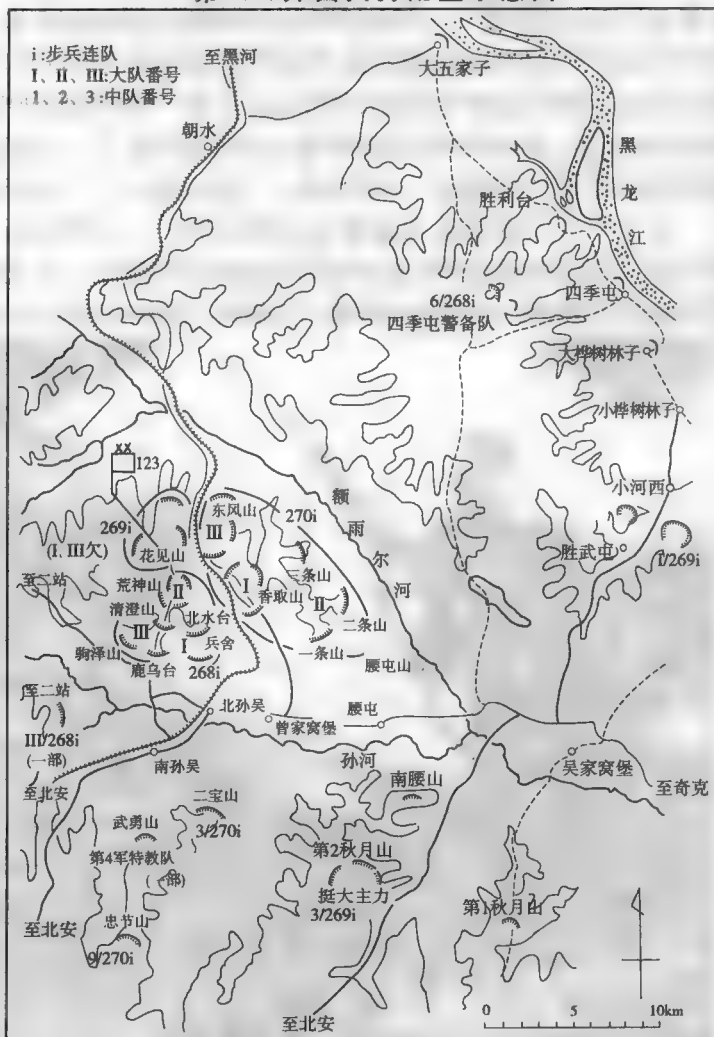 i:步兵连队
I、II、III:大队番号
1、2、3:中队番号
至黑河
大五家子
朝水
黑龙江
胜利台
6/268i
四季屯警备队
四季屯
大桦树林子
小桦树林子
小河西
胜武屯
I/269i
xx
123
269i
(I、III欠)
花见山
东风山
III
270i
额雨尔河
至二站
荒神山
II
I
三条山
香取山
II
二条山
清澄山
III
北水台
I
兵舍
一条山
腰屯山
驹泽山
鹿乌台
268i
至二站
III/268i
(一部)
北孙吴
曾家窝堡
腰屯
孙河
南孙吴
吴家窝堡
至奇克
至北安
二宝山
3/270i
武勇山
第4军特教队
(一部)
南腰山
第2秋月山
挺大主力
3/269i
第1秋月山
忠节山
9/270i
至北安
至北安
0 5 10km